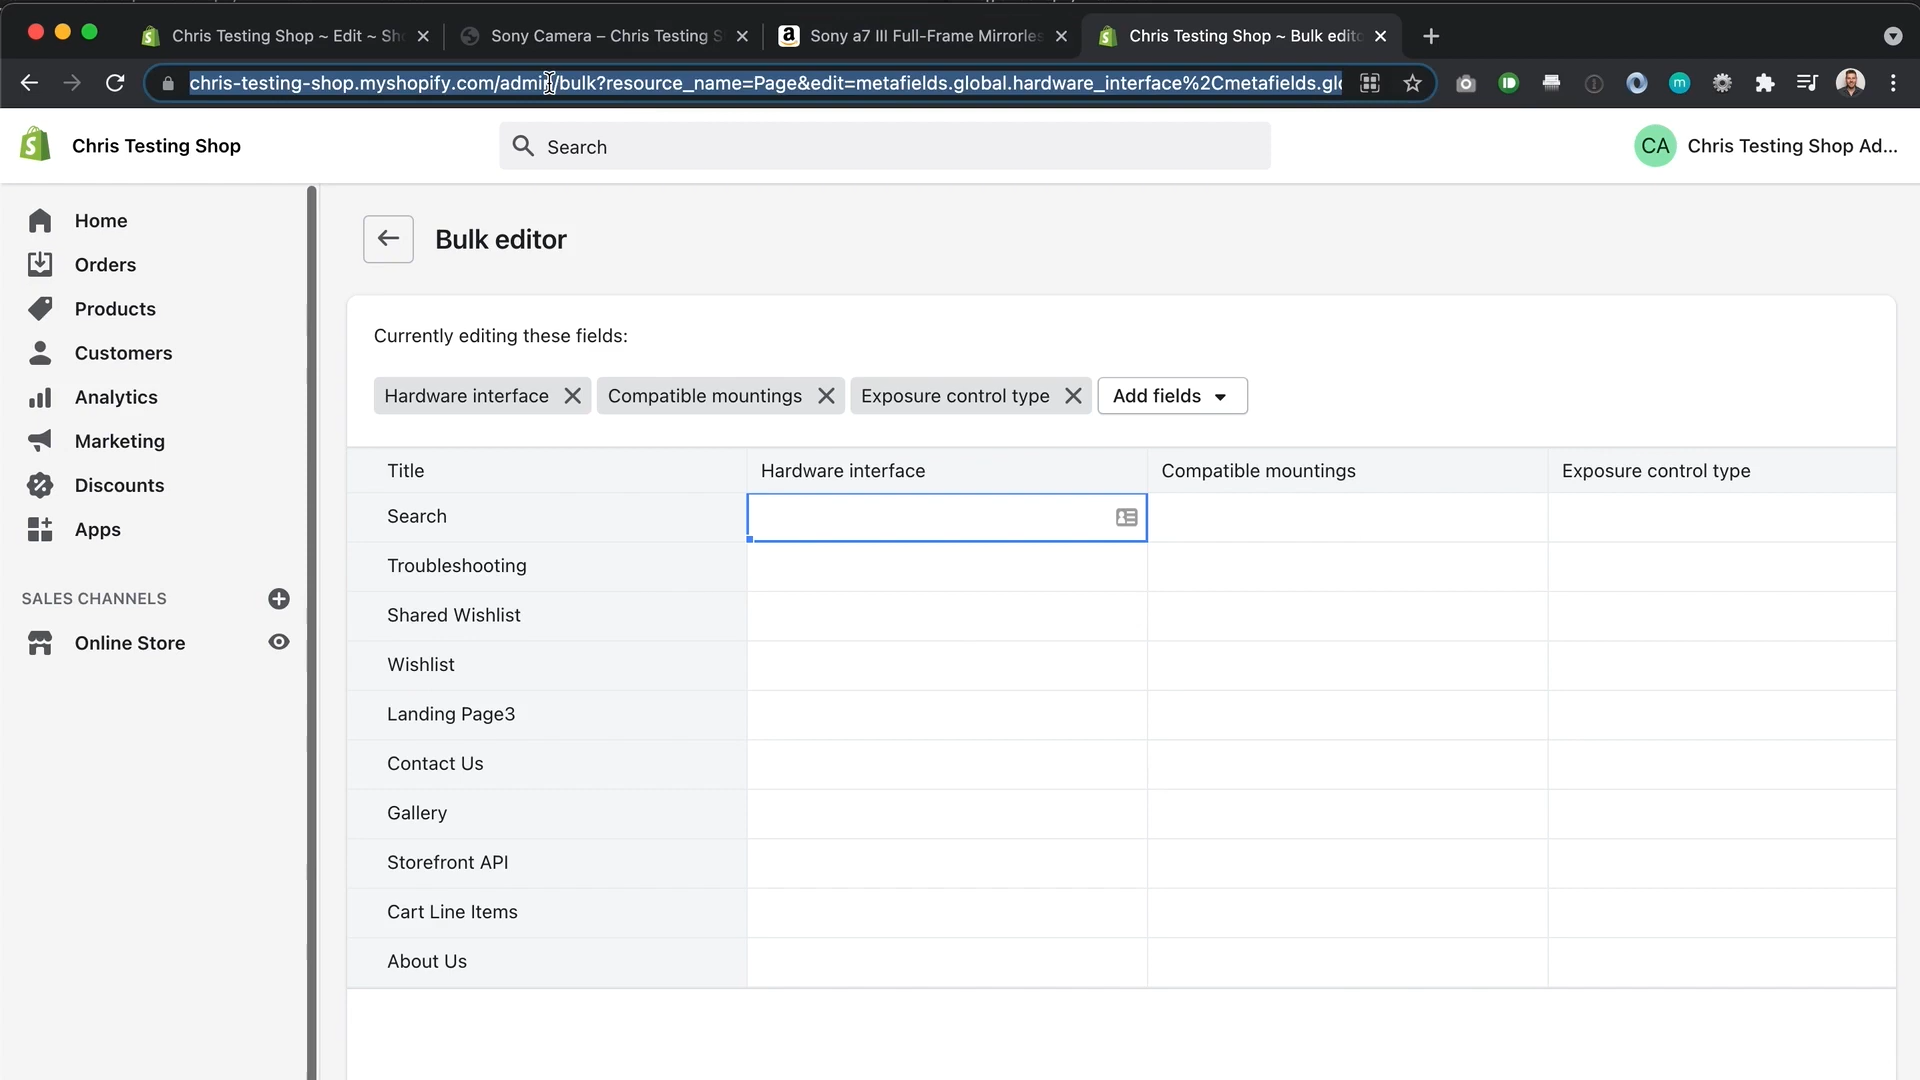 Chris Testing Shop ~ Edit ~ Sh
Sony Camera – Chris Testing S
Sony a7 III Full-Frame Mirrorles
Chris Testing Shop ~ Bulk edito
chris-testing-shop.myshopify.com/admin/bulk?resource_name=Page&edit=metafields.global.hardware_interface%2Cmetafields.glo
Chris Testing Shop
Search
CA
Chris Testing Shop Ad...
Home
Orders
Products
Customers
Analytics
Marketing
Discounts
Apps
SALES CHANNELS
Online Store
Bulk editor
Currently editing these fields:
Hardware interface
Compatible mountings
Exposure control type
Add fields
Title
Hardware interface
Compatible mountings
Exposure control type
Search
Troubleshooting
Shared Wishlist
Wishlist
Landing Page3
Contact Us
Gallery
Storefront API
Cart Line Items
About Us